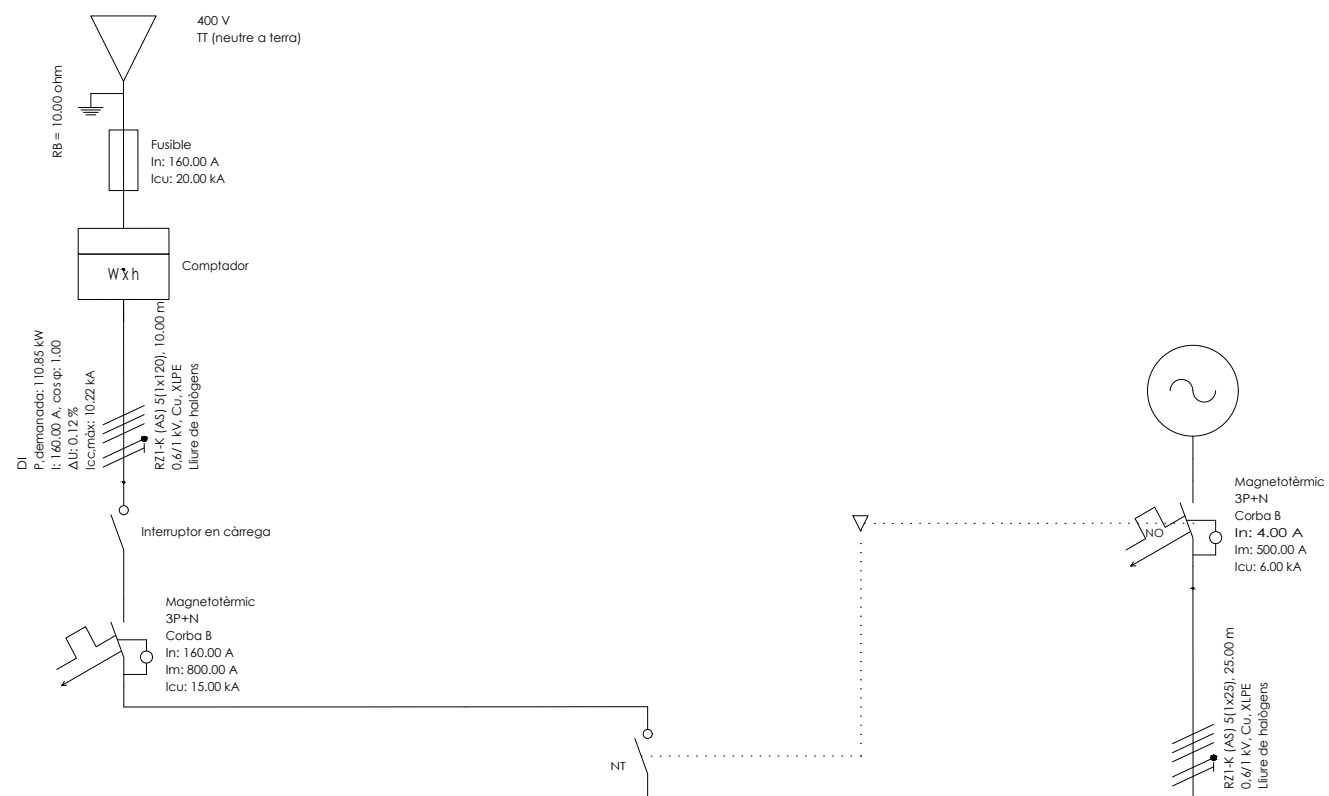 400 V
TT (neutre a terra)
RB = 10.00 ohm
Fusible
In: 160.00 A
Icu: 20.00 kA
Wxh
Comptador
DI
P, demanada: 110.85 kW
I: 160.00 A, cos φ: 1.00
ΔU: 0.12 %
Icc,màx: 10.22 kA
RZ1-K (AS) 5(1x120), 10.00 m
0,6/1 kV, Cu, XLPE
Lliure de halògens
Interruptor en càrrega
Magnetotèrmic
3P+N
Corba B
In: 160.00 A
Im: 800.00 A
Icu: 15.00 kA
NT
Magnetotèrmic
3P+N
Corba B
In: 4.00 A
Im: 500.00 A
Icu: 6.00 kA
NO
RZ1-K (AS) 5(1x25), 25.00 m
0,6/1 kV, Cu, XLPE
Lliure de halògens